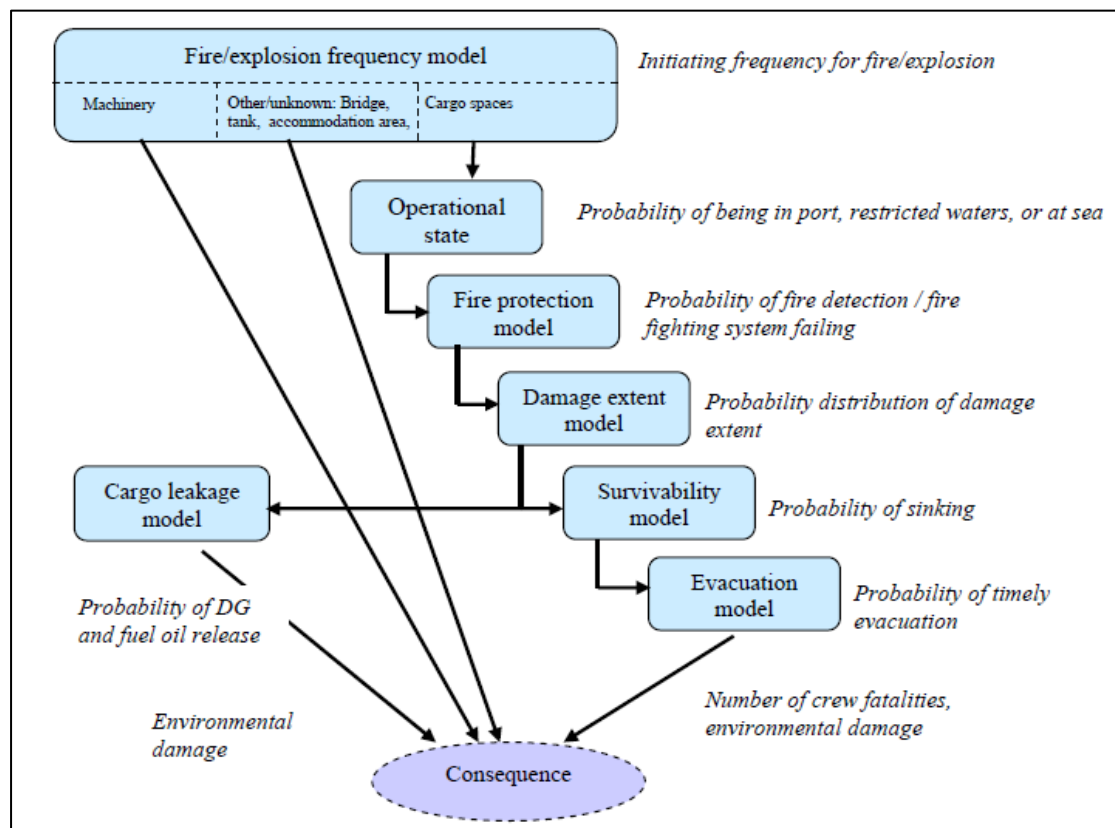 Fire/explosion frequency model
Initiating frequency for fire/explosion
Machinery
Other/unknown: Bridge,
tank, accommodation area,
Cargo spaces
Operational
state
Probability of being in port, restricted waters, or at sea
Fire protection
model
Probability of fire detection / fire
fighting system failing
Damage extent
model
Probability distribution of damage
extent
Cargo leakage
model
Survivability
model
Probability of sinking
Evacuation
model
Probability of timely
evacuation
Probability of DG
and fuel oil release
Number of crew fatalities,
environmental damage
Environmental
damage
Consequence